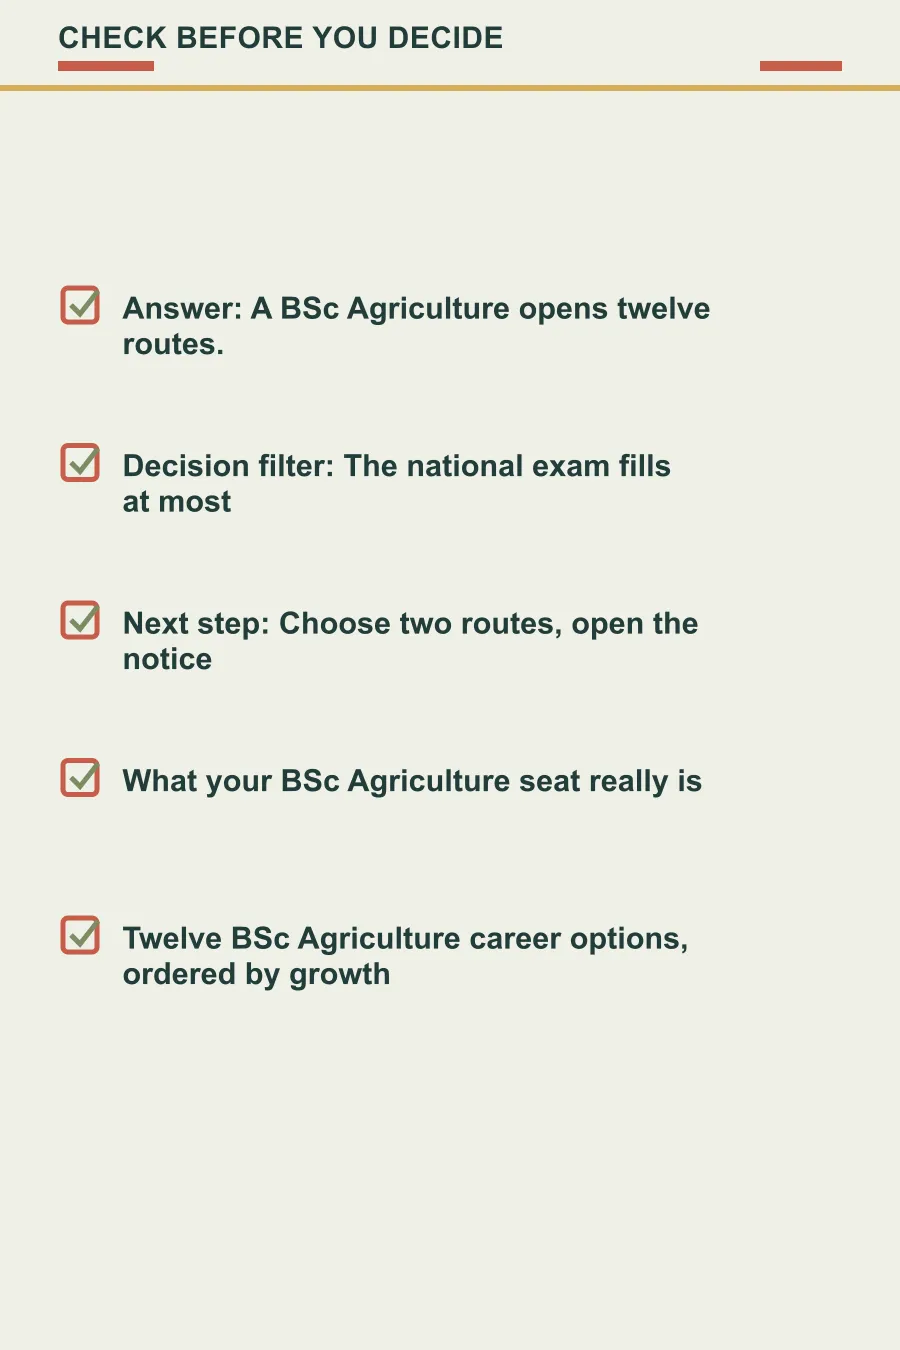 CHECK BEFORE YOU DECIDE
Answer: A BSc Agriculture opens twelve
routes.
Decision filter: The national exam fills
at most
Next step: Choose two routes, open the
notice
What your BSc Agriculture seat really is
Twelve BSc Agriculture career options,
ordered by growth